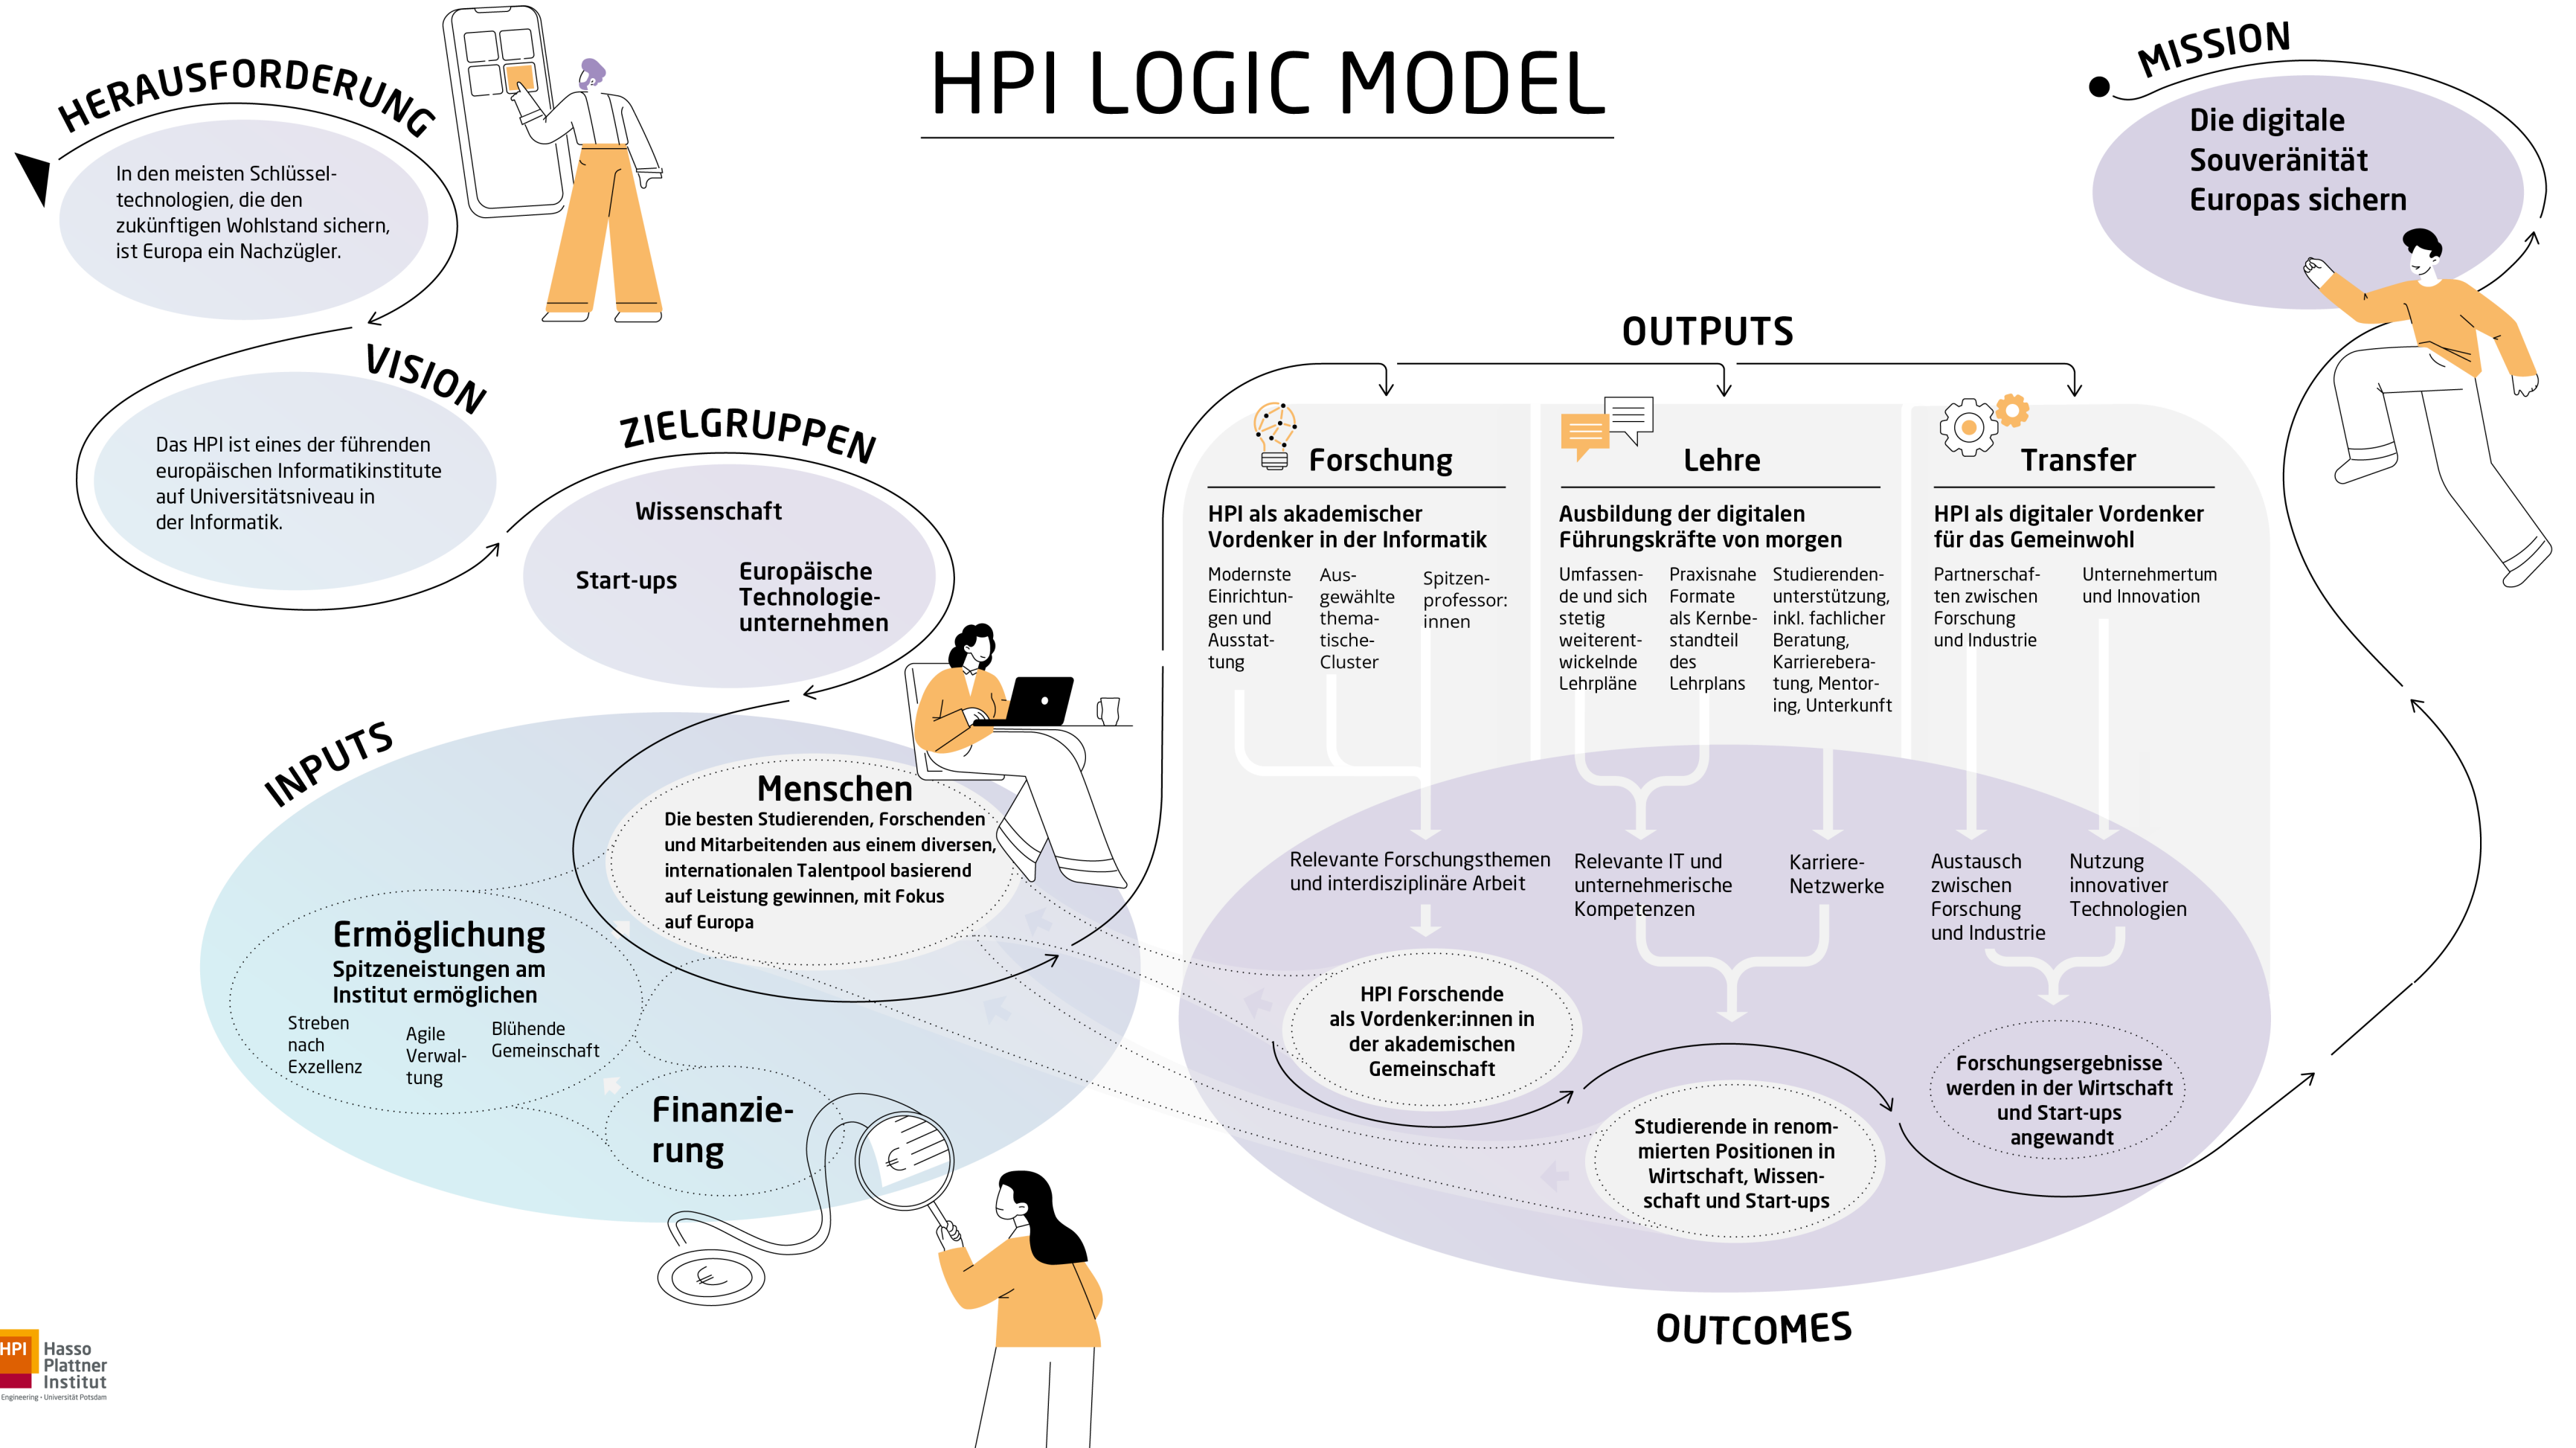 HPI LOGIC MODEL
HERAUSFORDERUNG
In den meisten Schlüssel-
technologien, die den
zukünftigen Wohlstand sichern,
ist Europa ein Nachzügler.
VISION
Das HPI ist eines der führenden
europäischen Informatikinstitute
auf Universitätsniveau in
der Informatik.
ZIELGRUPPEN
Wissenschaft
Start-ups
Europäische
Technologie-
unternehmen
INPUTS
Menschen
Die besten Studierenden, Forschenden
und Mitarbeitenden aus einem diversen,
internationalen Talentpool basierend
auf Leistung gewinnen, mit Fokus
auf Europa
Ermöglichung
Spitzeneistungen am
Institut ermöglichen
Streben
nach
Exzellenz
Agile
Verwal-
tung
Blühende
Gemeinschaft
Finanzie-
rung
OUTPUTS
Forschung
HPI als akademischer
Vordenker in der Informatik
Modernste
Einrichtun-
gen und
Ausstat-
tung
Aus-
gewählte
thema-
tische-
Cluster
Spitzen-
professor:
innen
Lehre
Ausbildung der digitalen
Führungskräfte von morgen
Umfassen-
de und sich
stetig
weiterent-
wickelnde
Lehrpläne
Praxisnahe
Formate
als Kernbe-
standteil
des
Lehrplans
Studierenden-
unterstützung,
inkl. fachlicher
Beratung,
Karrierebera-
tung, Mentor-
ing, Unterkunft
Transfer
HPI als digitaler Vordenker
für das Gemeinwohl
Partnerschaf-
ten zwischen
Forschung
und Industrie
Unternehmertum
und Innovation
Relevante Forschungsthemen
und interdisziplinäre Arbeit
Relevante IT und
unternehmerische
Kompetenzen
Karriere-
Netzwerke
Austausch
zwischen
Forschung
und Industrie
Nutzung
innovativer
Technologien
HPI Forschende
als Vordenker:innen in
der akademischen
Gemeinschaft
Studierende in renom-
mierten Positionen in
Wirtschaft, Wissen-
schaft und Start-ups
Forschungsergebnisse
werden in der Wirtschaft
und Start-ups
angewandt
OUTCOMES
MISSION
Die digitale
Souveränität
Europas sichern
HPI
Hasso
Plattner
Institut
Engineering · Universität Potsdam